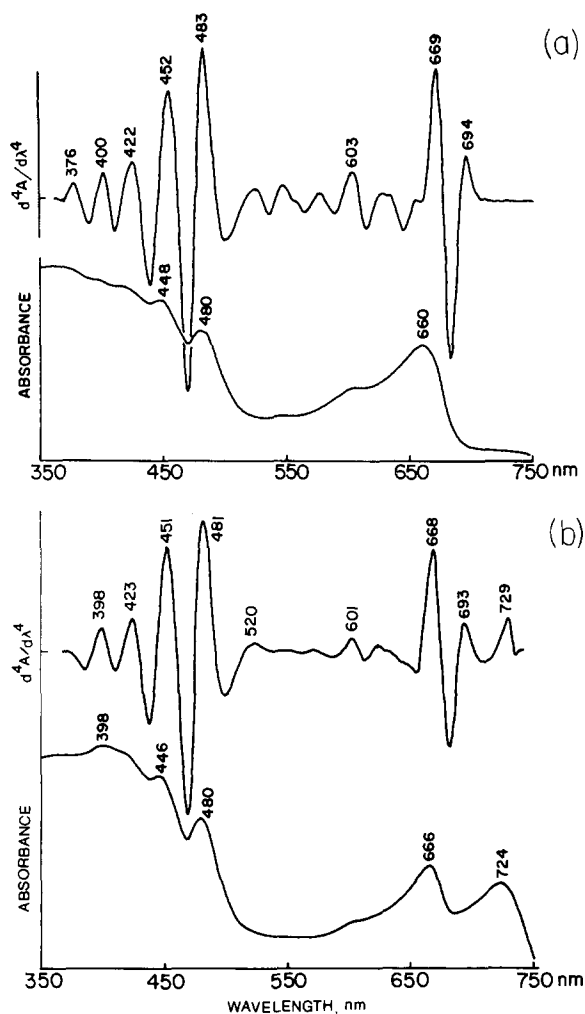 (a)
483
669
452
694
422
603
400
376
d⁴A/dλ⁴
448
480
660
ABSORBANCE
350 450 550 650 750 nm
(b)
451
481
668
398
423
520
601
693
729
d⁴A/dλ⁴
398
446
480
666
724
ABSORBANCE
350 450 550 650 750
WAVELENGTH, nm